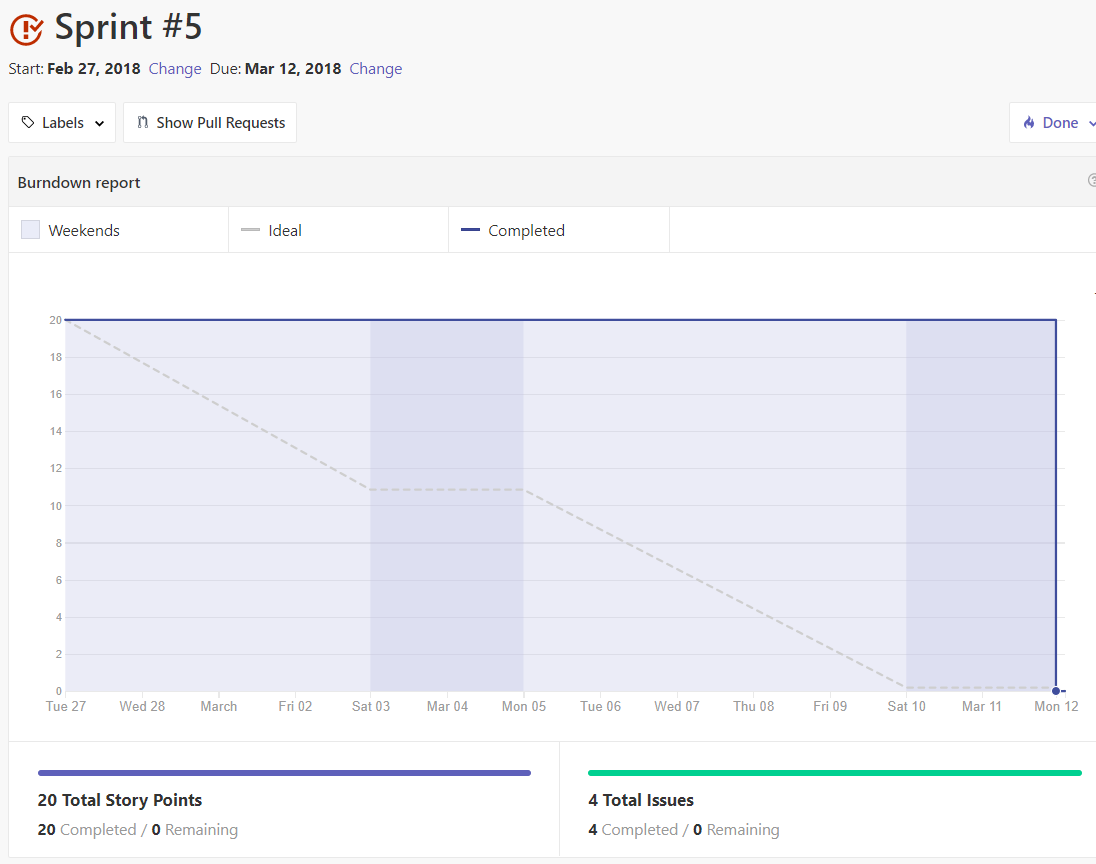 Sprint #5
Start: Feb 27, 2018 Change Due: Mar 12, 2018 Change
Labels Show Pull Requests Done
Burndown report
Weekends Ideal Completed
20
18
16
14
12
10
8
6
4
2
0
Tue 27 Wed 28 March Fri 02 Sat 03 Mar 04 Mon 05 Tue 06 Wed 07 Thu 08 Fri 09 Sat 10 Mar 11 Mon 12
20 Total Story Points
20 Completed / 0 Remaining
4 Total Issues
4 Completed / 0 Remaining